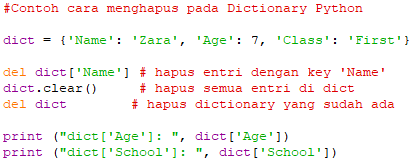 #Contoh cara menghapus pada Dictionary Python
dict = {'Name': 'Zara', 'Age': 7, 'Class': 'First'}
del dict['Name'] # hapus entri dengan key 'Name'
dict.clear() # hapus semua entri di dict
del dict # hapus dictionary yang sudah ada
print ("dict['Age']: ", dict['Age'])
print ("dict['School']: ", dict['School'])